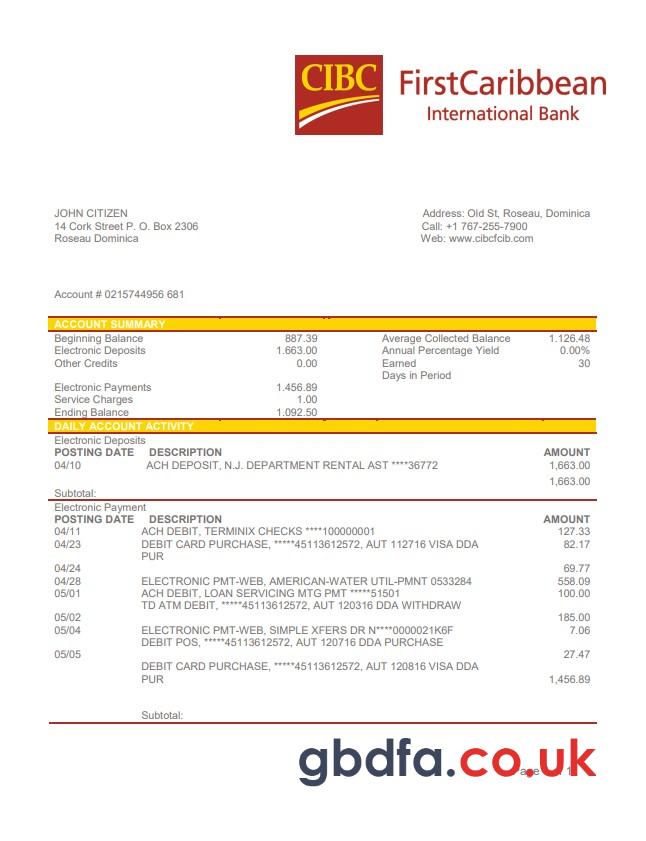 CIBC
FirstCaribbean
International Bank
JOHN CITIZEN
14 Cork Street P. O. Box 2306
Roseau Dominica
Address: Old St, Roseau, Dominica
Call: +1 767-255-7900
Web: www.cibcfcib.com
Account # 0215744956 681
ACCOUNT SUMMARY
Beginning Balance 887.39 Average Collected Balance 1.126.48
Electronic Deposits 1.663.00 Annual Percentage Yield 0.00%
Other Credits 0.00 Earned 30
Days in Period
Electronic Payments 1.456.89
Service Charges 1.00
Ending Balance 1.092.50
DAILY ACCOUNT ACTIVITY
Electronic Deposits
POSTING DATE DESCRIPTION AMOUNT
04/10 ACH DEPOSIT, N.J. DEPARTMENT RENTAL AST ****36772 1,663.00
1,663.00
Subtotal:
Electronic Payment
POSTING DATE DESCRIPTION AMOUNT
04/11 ACH DEBIT, TERMINIX CHECKS ****100000001 127.33
04/23 DEBIT CARD PURCHASE, *****45113612572, AUT 112716 VISA DDA 82.17
PUR
04/24 69.77
04/28 ELECTRONIC PMT-WEB, AMERICAN-WATER UTIL-PMNT 0533284 558.09
05/01 ACH DEBIT, LOAN SERVICING MTG PMT *****51501 100.00
TD ATM DEBIT, *****45113612572, AUT 120316 DDA WITHDRAW
05/02 185.00
05/04 ELECTRONIC PMT-WEB, SIMPLE XFERS DR N****0000021K6F 7.06
DEBIT POS, *****45113612572, AUT 120716 DDA PURCHASE
05/05 27.47
DEBIT CARD PURCHASE, *****45113612572, AUT 120816 VISA DDA
PUR 1,456.89
Subtotal:
gbdfa.co.uk